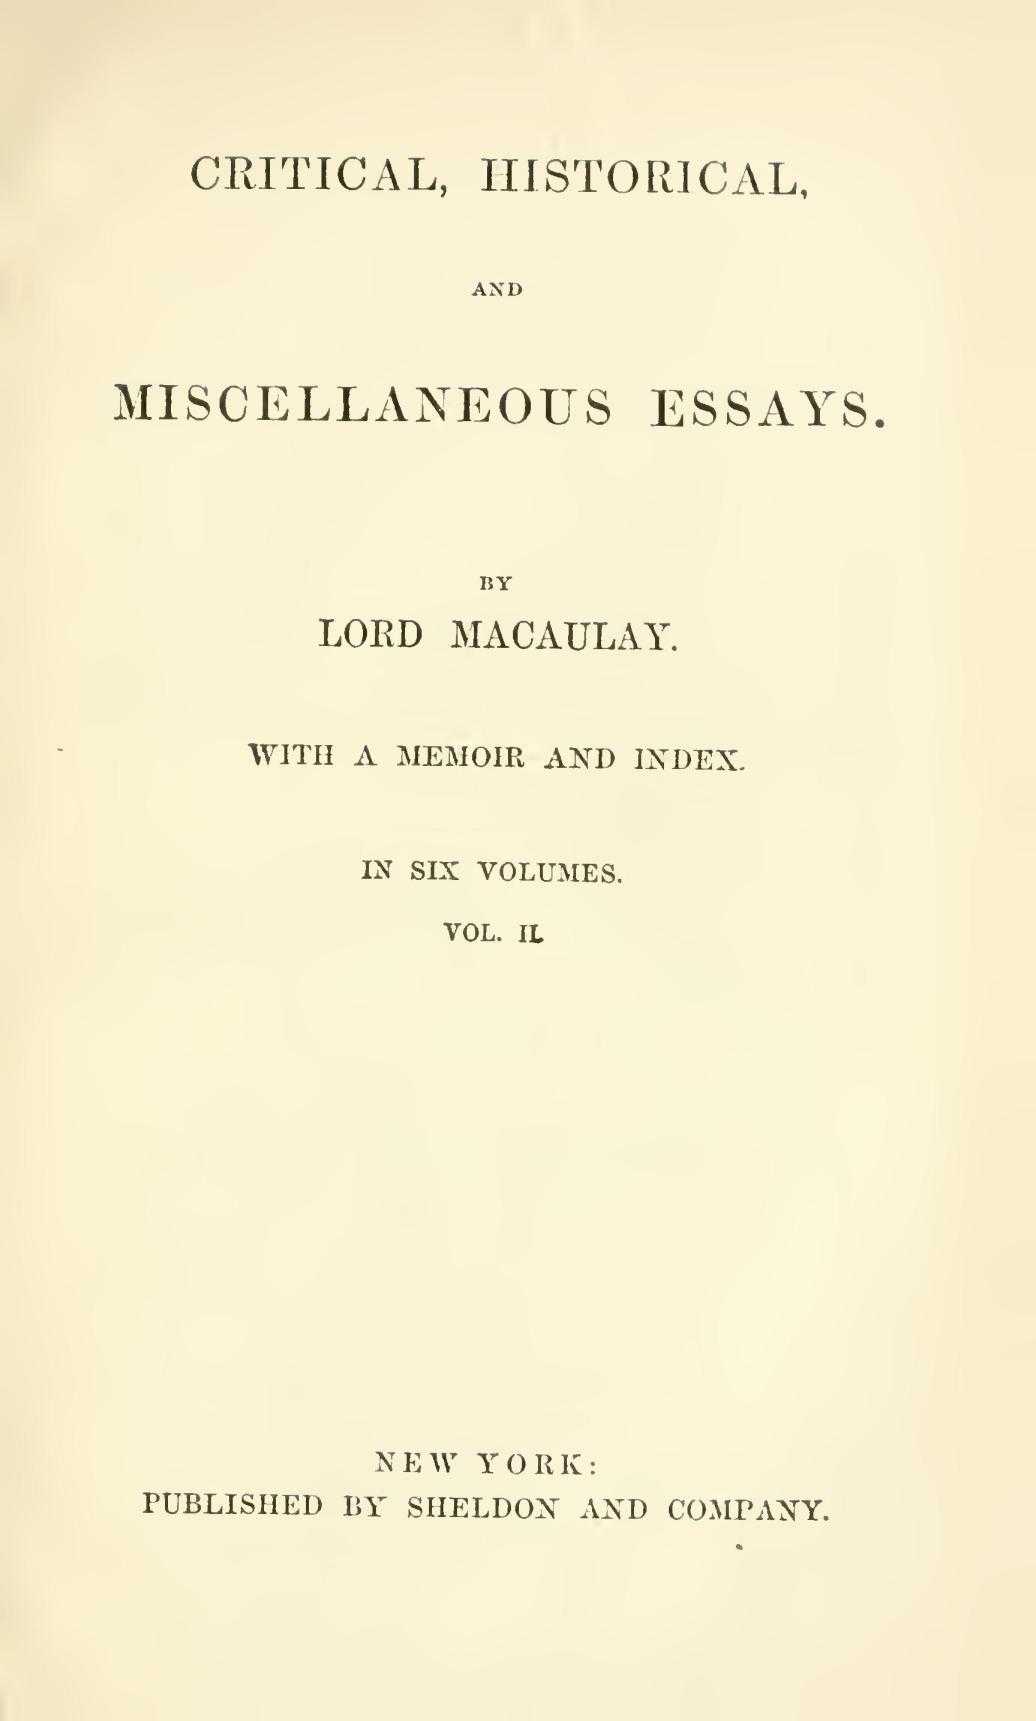 CRITICAL, HISTORICAL,
AND
MISCELLANEOUS ESSAYS.
BY
LORD MACAULAY.
WITH A MEMOIR AND INDEX.
IN SIX VOLUMES.
VOL. II.
NEW YORK:
PUBLISHED BY SHELDON AND COMPANY.